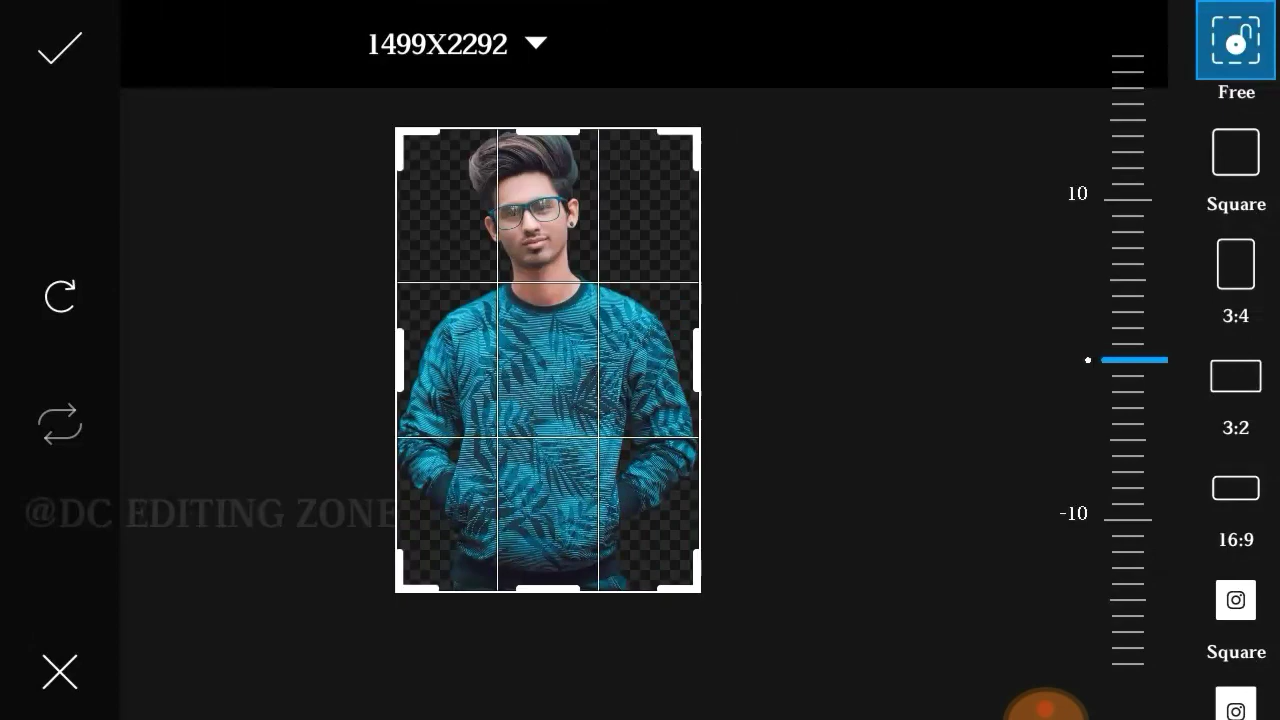 1499X2292
Free
Square
10
3:4
3:2
-10
@DC EDITING ZONE
16:9
Square